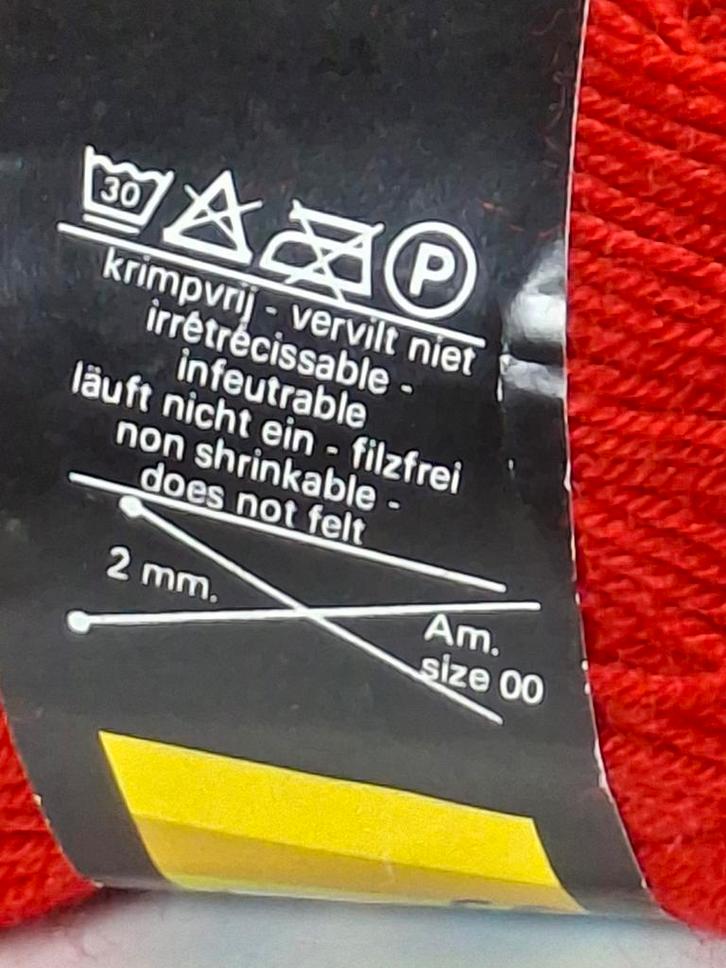 30
P
krimpvrij - vervilt niet
irrétrécissable -
infeutrable
läuft nicht ein - filzfrei
non shrinkable -
does not felt
2 mm.
Am.
size 00